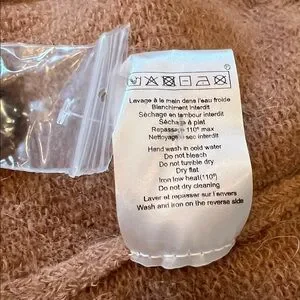 Lavage à la main dans l'eau froide
Blanchiment interdit
Séchage en tambour interdit
Séchage à plat
Repassage 110° max
Nettoyage à sec interdit
Hand wash in cold water
Do not bleach
Do not tumble dry
Dry flat
Iron low heat(110°)
Do not dry cleaning
Laver et repasser sur l envers
Wash and iron on the reverse side